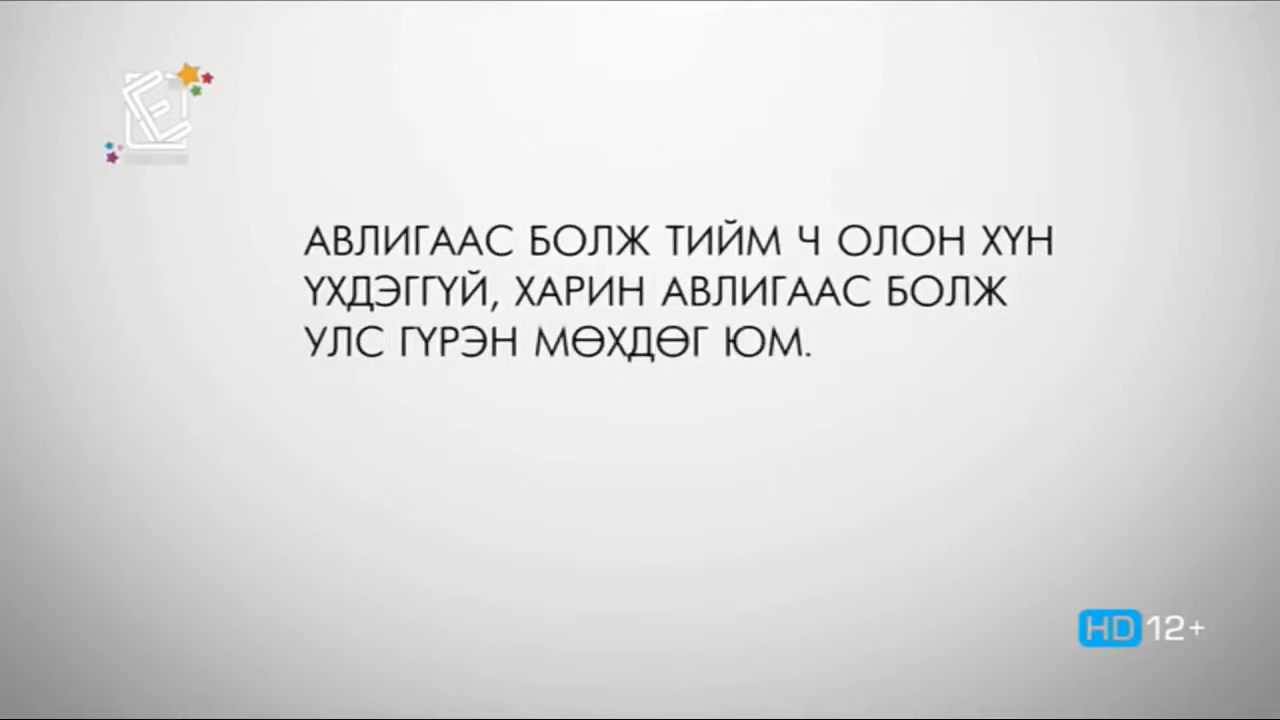 АВЛИГААС БОЛЖ ТИЙМ Ч ОЛОН ХҮН
ҮХДЭГГҮЙ, ХАРИН АВЛИГААС БОЛЖ
УЛС ГҮРЭН МӨХДӨГ ЮМ.
HD 12+